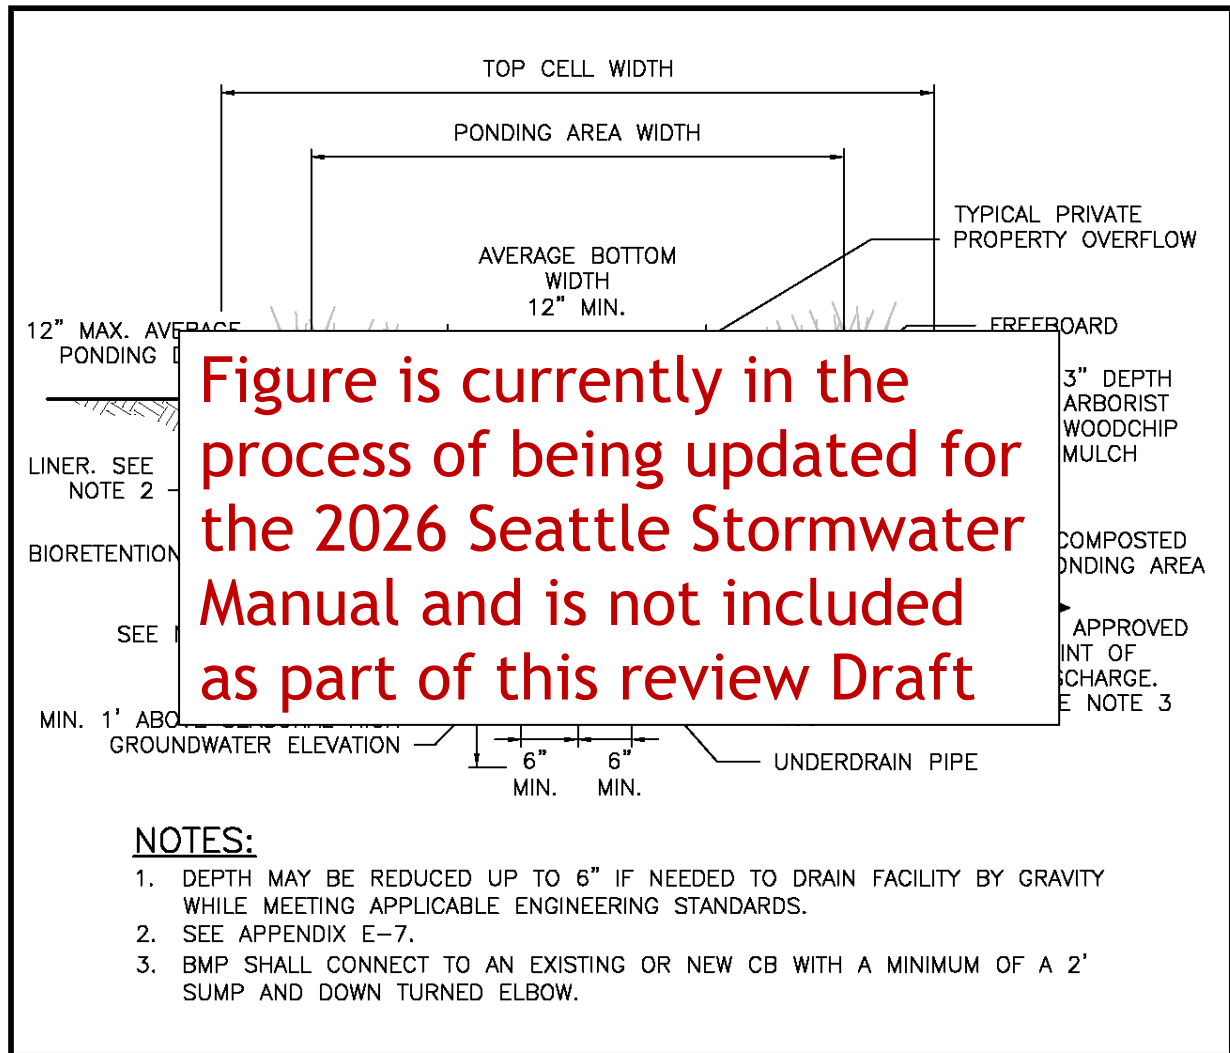 TOP CELL WIDTH
PONDING AREA WIDTH
TYPICAL PRIVATE
PROPERTY OVERFLOW
AVERAGE BOTTOM
WIDTH
12" MIN.
12" MAX. AVERAGE
PONDING
FREEBOARD
3" DEPTH
ARBORIST
WOODCHIP
MULCH
LINER. SEE
NOTE 2
BIORETENTION
SEE
COMPOSTED
PONDING AREA
APPROVED
OF
E NOTE 3
Figure is currently in the
process of being updated for
the 2026 Seattle Stormwater
Manual and is not included
as part of this review Draft
MIN. 1' ABOVE SEASONAL HIGH
GROUNDWATER ELEVATION
6"
MIN.
6"
MIN.
UNDERDRAIN PIPE
NOTES:
1. DEPTH MAY BE REDUCED UP TO 6" IF NEEDED TO DRAIN FACILITY BY GRAVITY
WHILE MEETING APPLICABLE ENGINEERING STANDARDS.
2. SEE APPENDIX E-7.
3. BMP SHALL CONNECT TO AN EXISTING OR NEW CB WITH A MINIMUM OF A 2'
SUMP AND DOWN TURNED ELBOW.